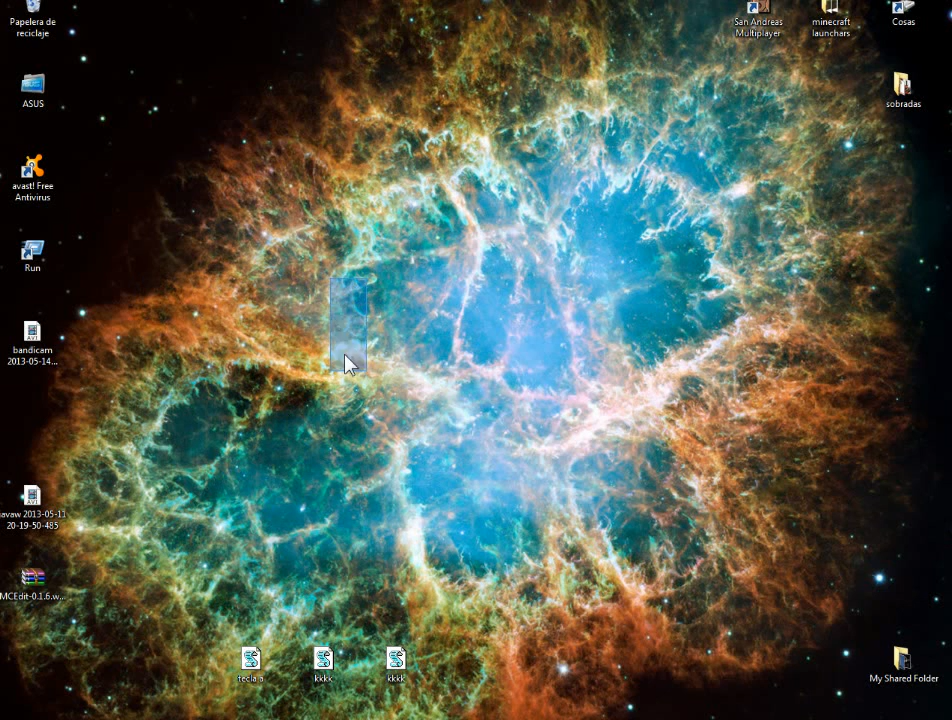 Papelera de
reciclaje
San Andreas
Multiplayer
minecraft
launchars
Cosas
ASUS
sobradas
avast! Free
Antivirus
Run
bandicam
2013-05-14...
javaw 2013-05-11
20-19-50-485
MCEdit-0.1.6.w...
tecla a
kkkk
kkkk
My Shared Folder